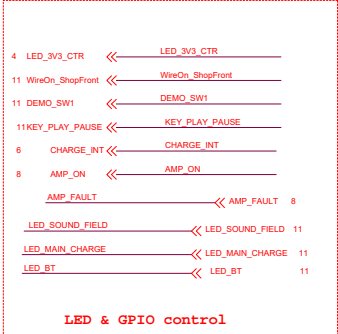 4 LED_3V3_CTR LED_3V3_CTR
11 WireOn_ShopFront WireOn_ShopFront
11 DEMO_SW1 DEMO_SW1
11 KEY_PLAY_PAUSE KEY_PLAY_PAUSE
6 CHARGE_INT CHARGE_INT
8 AMP_ON AMP_ON
AMP_FAULT AMP_FAULT 8
LED_SOUND_FIELD LED_SOUND_FIELD 11
LED_MAIN_CHARGE LED_MAIN_CHARGE 11
LED_BT LED_BT 11
LED & GPIO control